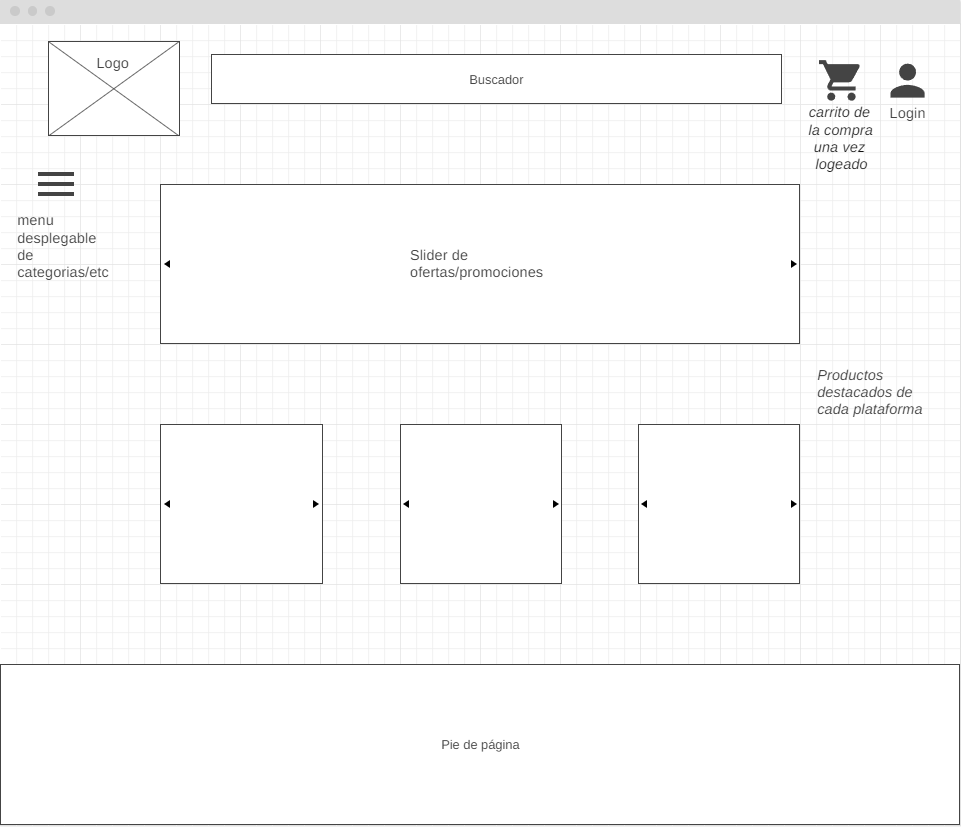 Logo
Buscador
carrito de
la compra
una vez
logeado
Login
menu
desplegable
de
categorias/etc
Slider de
ofertas/promociones
Productos
destacados de
cada plataforma
Pie de página